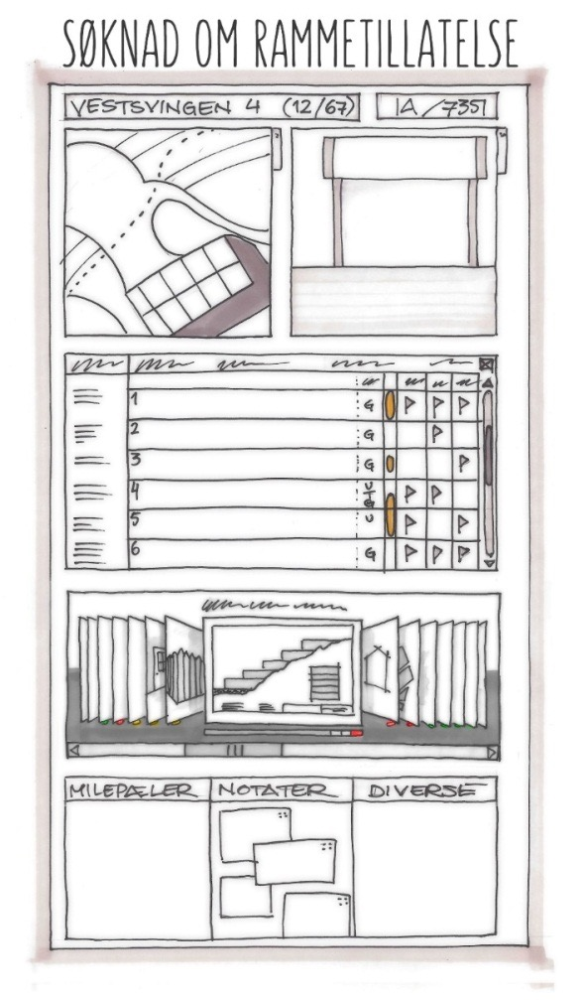 SØKNAD OM RAMMETILLATELSE
VESTSVINGEN 4 (12/67)
IA/7351
1
G
2
G
3
G
4
U
G
5
U
6
G
MILEPÆLER
NOTATER
DIVERSE